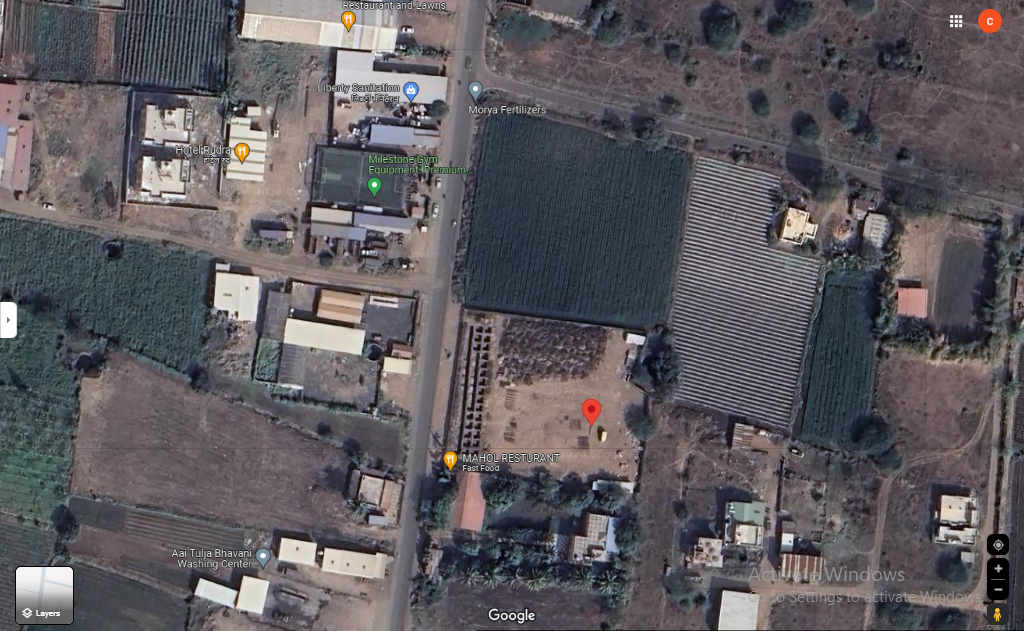 Restaurant and Lawns
Liberty Sanitation
Morya Fertilizers
Hotel Rudra
हॉटेल रुद्र
Milestone Gym
Equipment: Premium...
MAHOL RESTURANT
Fast Food
Aai Tulja Bhavani
Washing Center
Layers
Google
Activate Windows
Go to Settings to activate Windows.
C